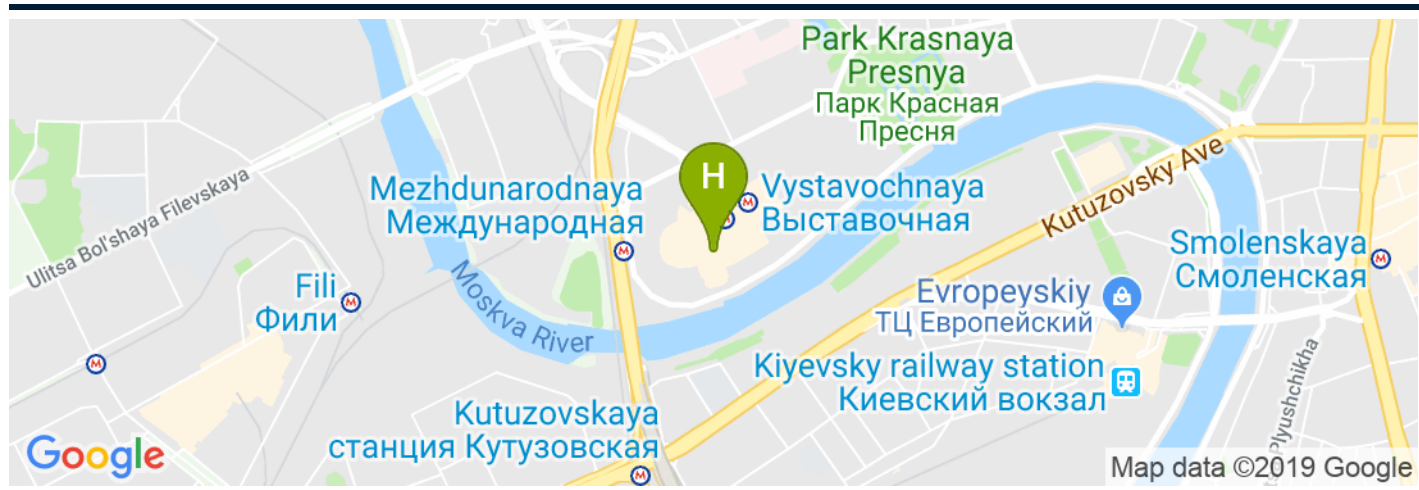 Park Krasnaya
Presnya
Парк Красная
Пресня
Kutuzovsky Ave
Ulitsa Bol'shaya Filevskaya
H
Mezhdunarodnaya
Международная
M
Vystavochnaya
Выставочная
M
M
Smolenskaya
Смоленская
M
Fili
Фили
M
Moskva River
Evropeyskiy
ТЦ Европейский
M
Kiyevsky railway station
Киевский вокзал
Plyushchikha
Kutuzovskaya
станция Кутузовская
M
Google
Map data ©2019 Google